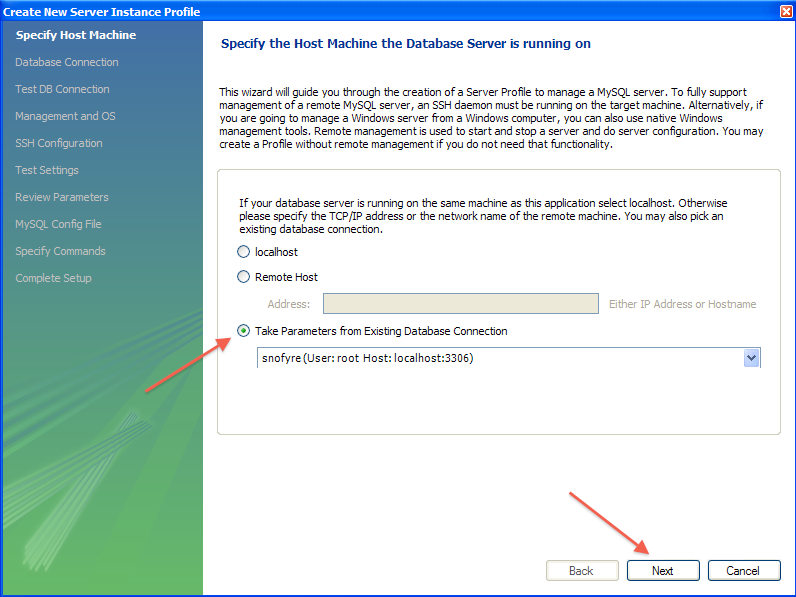 Create New Server Instance Profile
Specify Host Machine
Database Connection
Test DB Connection
Management and OS
SSH Configuration
Test Settings
Review Parameters
MySQL Config File
Specify Commands
Complete Setup
Specify the Host Machine the Database Server is running on
This wizard will guide you through the creation of a Server Profile to manage a MySQL server. To fully support
management of a remote MySQL server, an SSH daemon must be running on the target machine. Alternatively, if
you are going to manage a Windows server from a Windows computer, you can also use native Windows
management tools. Remote management is used to start and stop a server and do server configuration. You may
create a Profile without remote management if you do not need that functionality.
If your database server is running on the same machine as this application select localhost. Otherwise
please specify the TCP/IP address or the network name of the remote machine. You may also pick an
existing database connection.
localhost
Remote Host
Address:
Either IP Address or Hostname
Take Parameters from Existing Database Connection
snofyre (User: root Host: localhost:3306)
Back
Next
Cancel